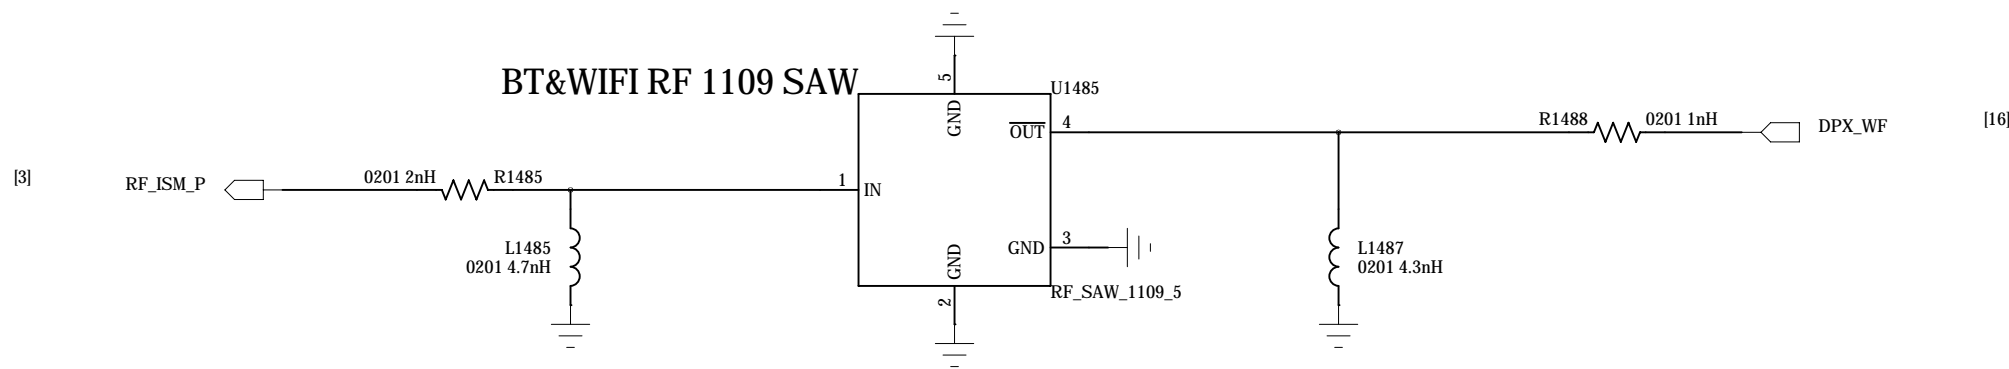 BT&WIFI RF 1109 SAW
5
GND
U1485
OUT
4
R1488
0201 1nH
DPX_WF
[16]
[3]
RF_ISM_P
0201 2nH
R1485
1
IN
L1485
0201 4.7nH
GND
3
GND
2
RF_SAW_1109_5
L1487
0201 4.3nH